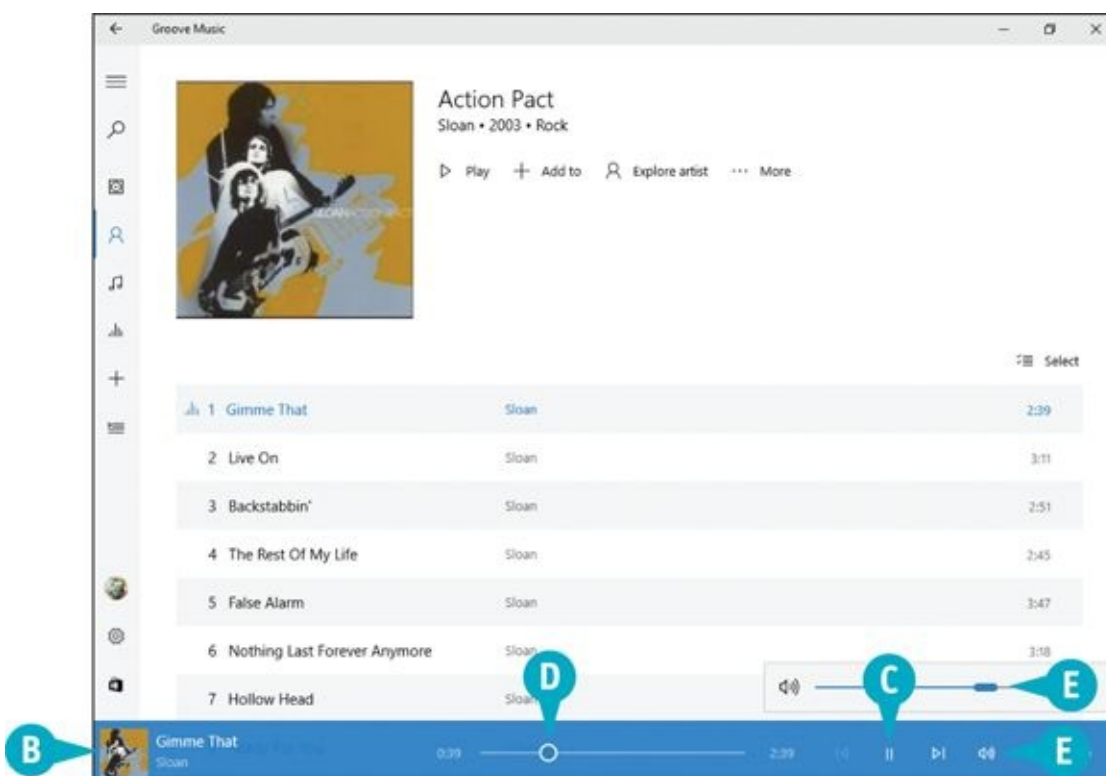 Groove Music
Action Pact
Sloan • 2003 • Rock
Play Add to Explore artist More
Select
1 Gimme That Sloan 2:39
2 Live On Sloan 3:11
3 Backstabbin' Sloan 2:51
4 The Rest Of My Life Sloan 2:45
5 False Alarm Sloan 3:47
6 Nothing Last Forever Anymore Sloan 3:18
7 Hollow Head Sloan
D
C
E
B
Gimme That
Sloan
0:39 2:39
E